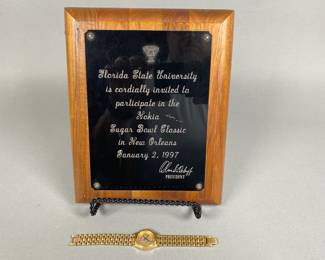 Florida State University
is cordially invited to
participate in the
Nokia
Sugar Bowl Classic
in New Orleans
January 2, 1997
PRESIDENT